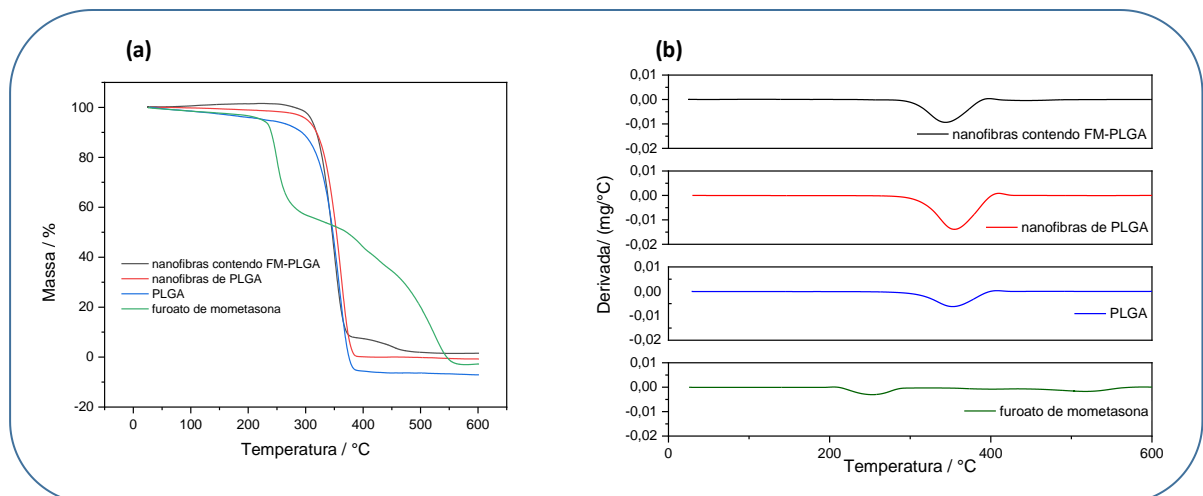 (a)
100
80
60
40
20
0
-20
Massa / %
nanofibras contendo FM-PLGA
nanofibras de PLGA
PLGA
furoato de mometasona
0 100 200 300 400 500 600
Temperatura / °C
(b)
Derivada/ (mg/°C)
0,01
0,00
-0,01
-0,02
nanofibras contendo FM-PLGA
0,01
0,00
-0,01
-0,02
nanofibras de PLGA
0,01
0,00
-0,01
-0,02
PLGA
0,01
0,00
-0,01
-0,02
furoato de mometasona
0 200 400 600
Temperatura / °C